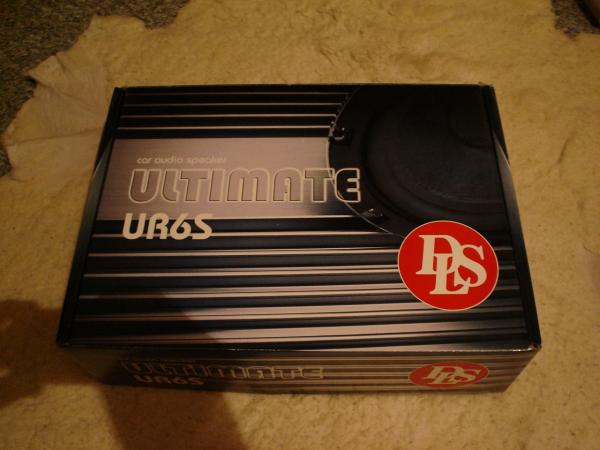 car audio speaker
ULTIMATE
UR6S
DLS
ULTIMATE
UR6S
DLS